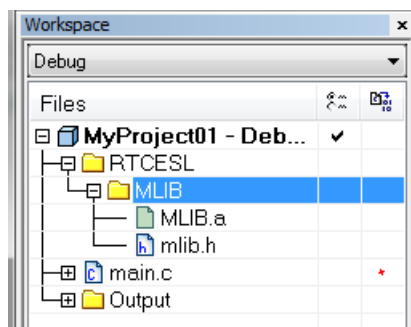 Workspace
Debug
Files
MyProject01 - Deb...
RTCESL
MLIB
MLIB.a
mlib.h
main.c
Output